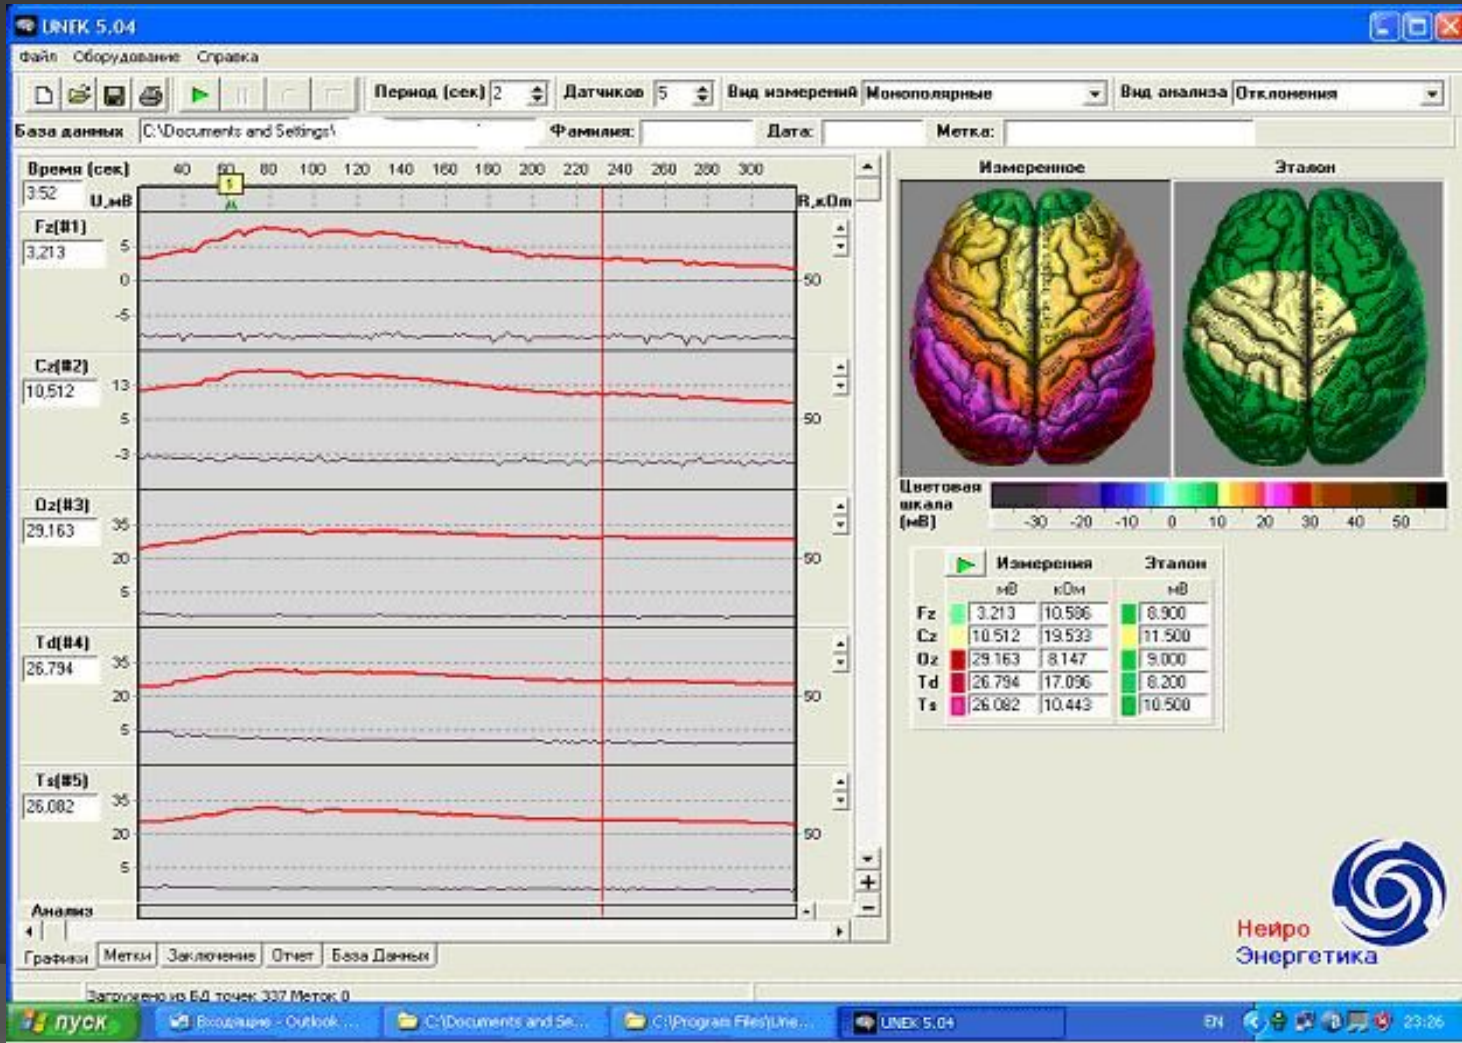 UNEK 5.04
Файл Оборудование Справка
Период (сек) 2 Датчиков 5 Вид измерений Монополярные Вид анализа Отклонения
База данных C:\Documents and Settings\ Фамилия: Дата: Метка:
Время (сек) 40 60 80 100 120 140 160 180 200 220 240 260 280 300
3:52 U,мВ 1 R,кОм
Fz(#1)
3,213
5
0 50
-5
Cz(#2)
10,512
13
5 50
-3
Oz(#3)
29,163
35
20 50
5
Td(#4)
26,794
35
20 50
5
Ts(#5)
26,082
35
20 50
5
Анализ
Графики Метки Заключение Отчет База Данных
Загружено из БД точек 337 Меток 0
Измеренное Эталон
Цветовая шкала (мВ)
-30 -20 -10 0 10 20 30 40 50
Измерения Эталон
мВ кОм мВ
Fz 3.213 10.586 8.900
Cz 10.512 19.533 11.500
Oz 29.163 8.147 9.000
Td 26.794 17.096 8.200
Ts 26.082 10.443 10.500
Нейро
Энергетика
пуск Входящие - Outlook ... C:\Documents and Se... C:\Program Files\Une... UNEK 5.04 EN 23:26